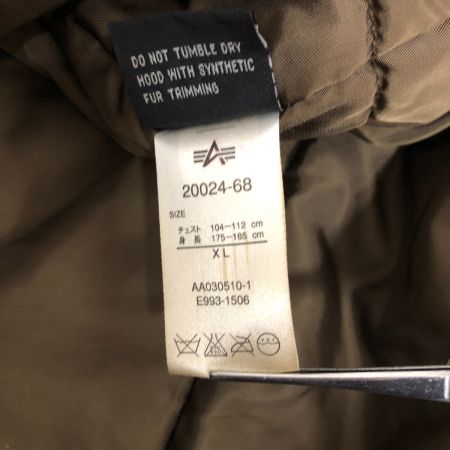 DO NOT TUMBLE DRY
HOOD WITH SYNTHETIC
FUR TRIMMING
20024-68
SIZE
チェスト 104-112 cm
身長 175-185 cm
XL
AA030510-1
E993-1506